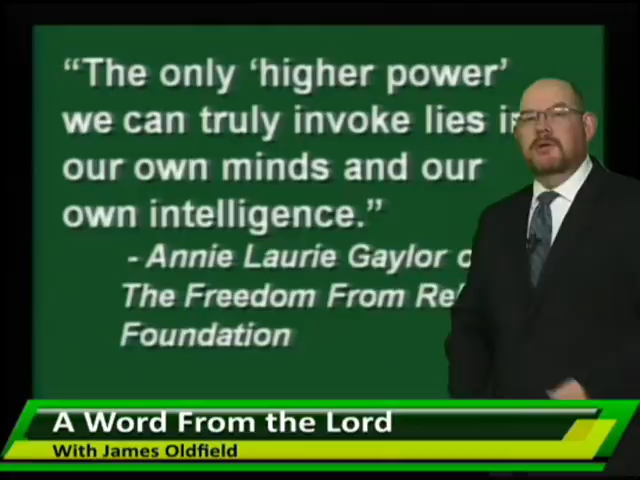 “The only ‘higher power’
we can truly invoke lies
our own minds and our
own intelligence.”
- Annie Laurie Gaylor
The Freedom From
Foundation
A Word From the Lord
With James Oldfield